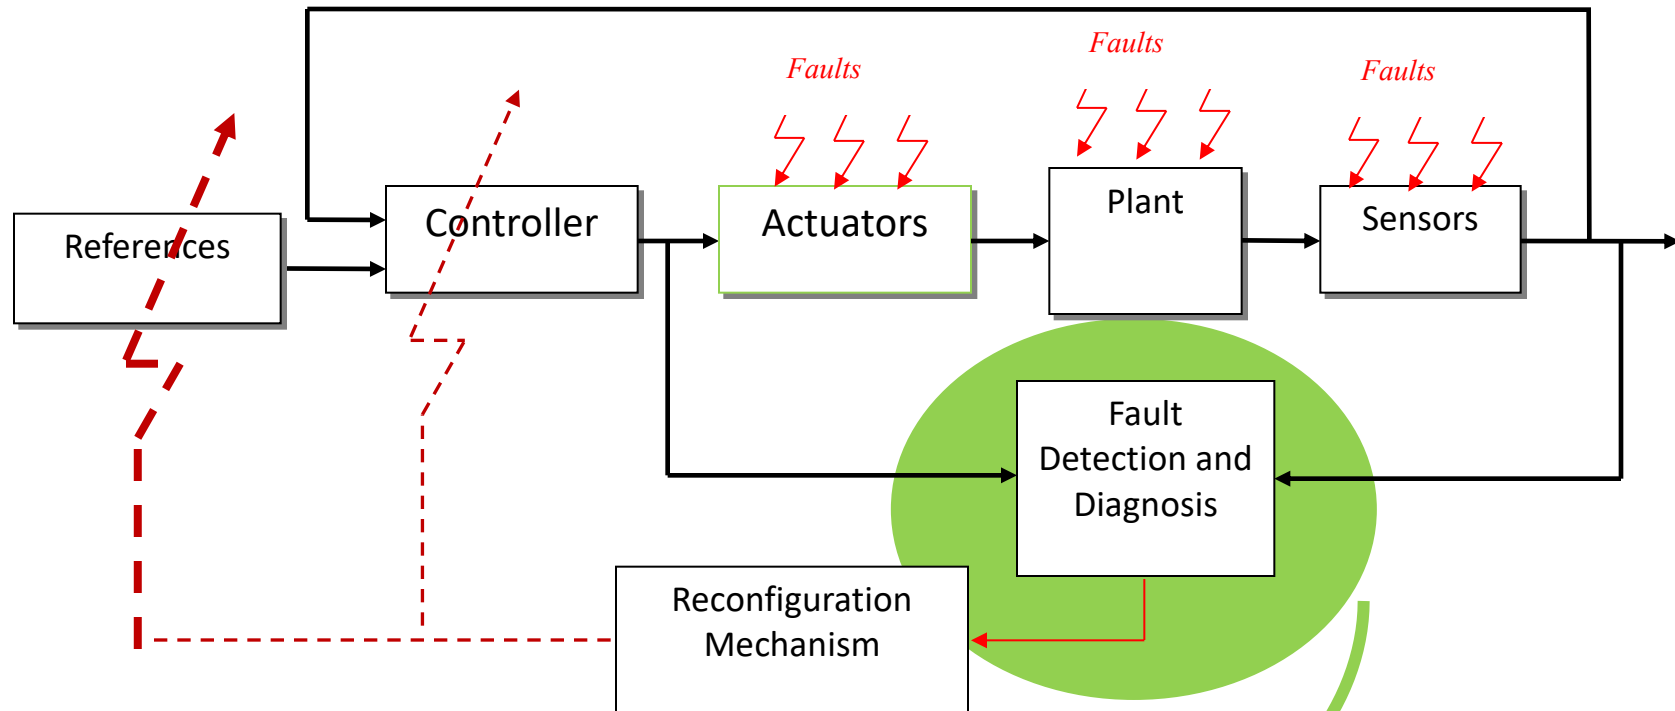 Faults
Faults
Faults
References
Controller
Actuators
Plant
Sensors
Fault
Detection and
Diagnosis
Reconfiguration
Mechanism